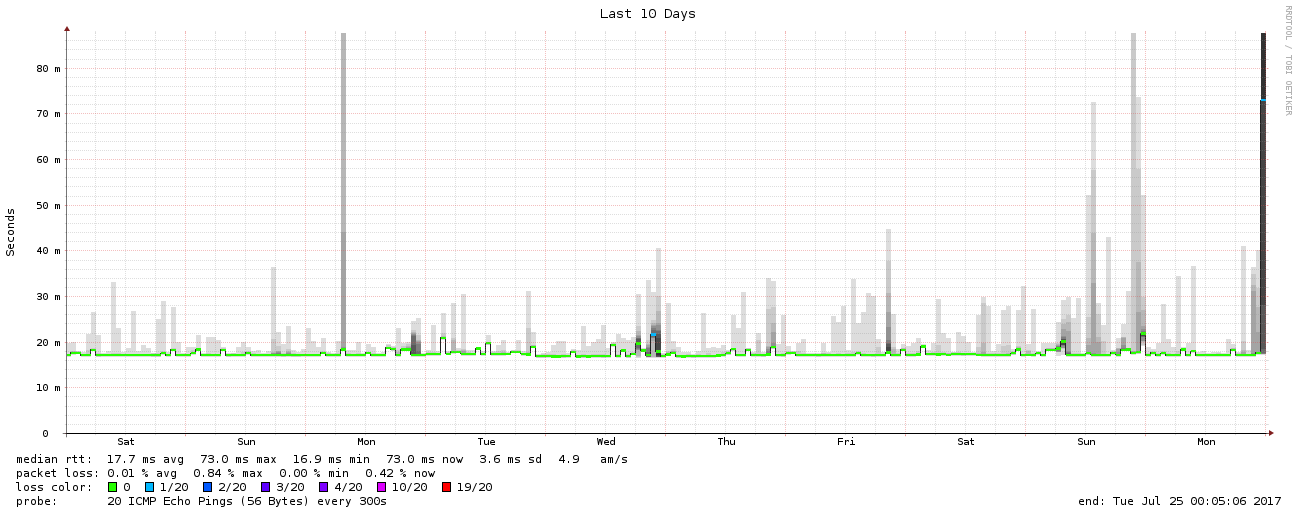 Last 10 Days
RRDTOOL / TOBI OETIKER
Seconds
80 m
70 m
60 m
50 m
40 m
30 m
20 m
10 m
0
Sat Sun Mon Tue Wed Thu Fri Sat Sun Mon
median rtt: 17.7 ms avg 73.0 ms max 16.9 ms min 73.0 ms now 3.6 ms sd 4.9 am/s
packet loss: 0.01 % avg 0.84 % max 0.00 % min 0.42 % now
loss color: 0 1/20 2/20 3/20 4/20 10/20 19/20
probe: 20 ICMP Echo Pings (56 Bytes) every 300s end: Tue Jul 25 00:05:06 2017